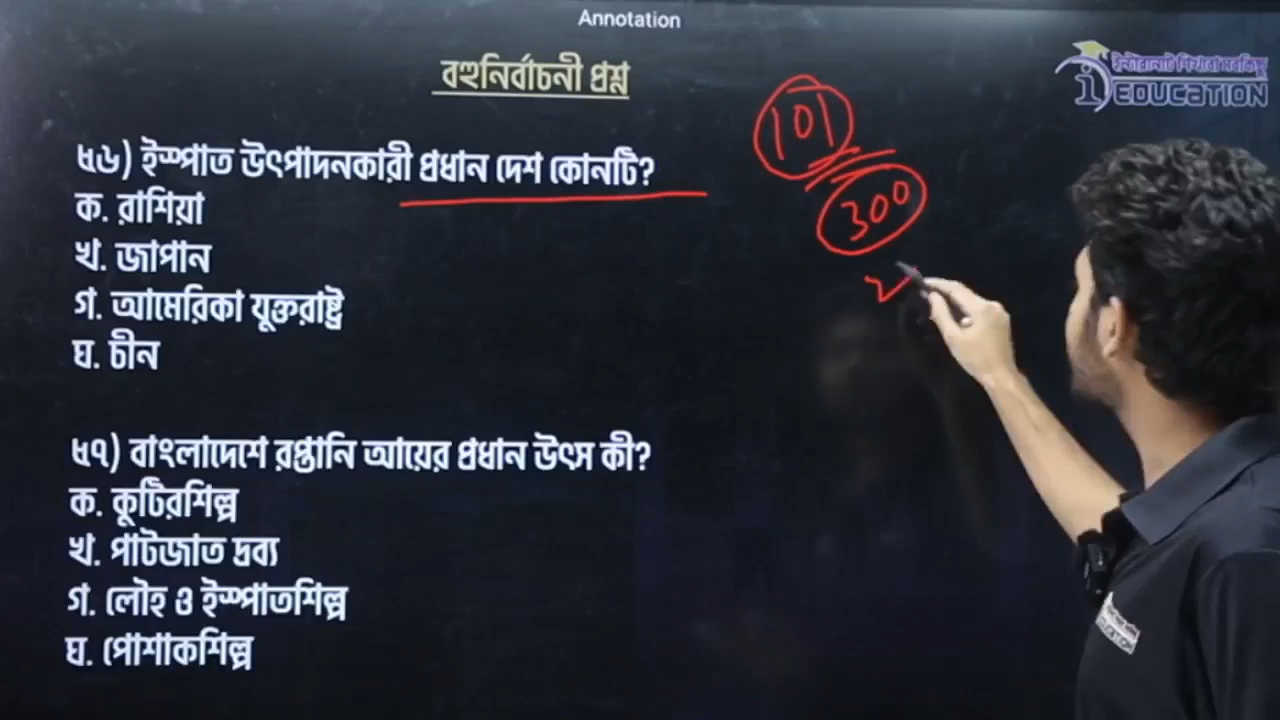 Annotation
বহুনির্বাচনী প্রশ্ন
EDUCATION
101
300
৫৬) ইস্পাত উৎপাদনকারী প্রধান দেশ কোনটি?
ক. রাশিয়া
খ. জাপান
গ. আমেরিকা যুক্তরাষ্ট্র
ঘ. চীন
৫৭) বাংলাদেশে রপ্তানি আয়ের প্রধান উৎস কী?
ক. কুটিরশিল্প
খ. পাটজাত দ্রব্য
গ. লৌহ ও ইস্পাতশিল্প
ঘ. পোশাকশিল্প